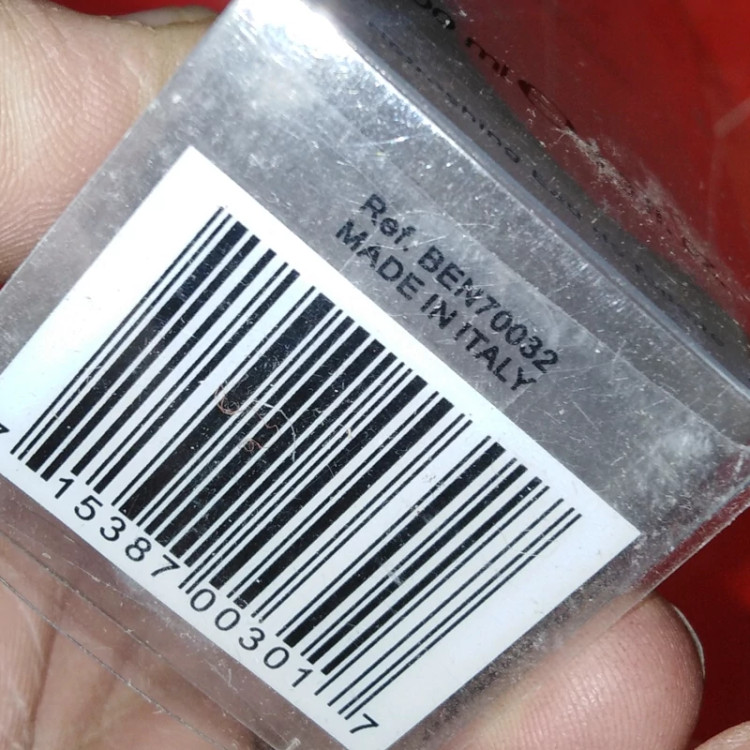 Ref. BEN70032
MADE IN ITALY
7 15387 00301 7